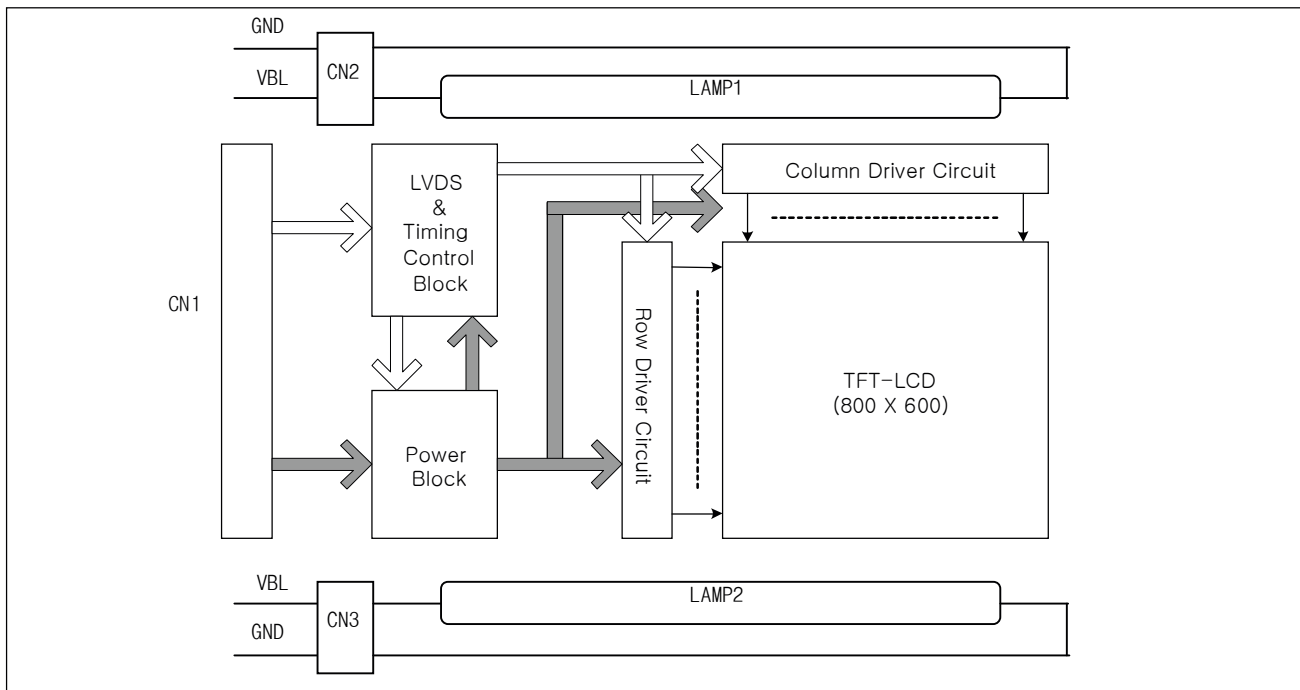 GND
CN2
VBL
LAMP1
LVDS
&
Timing
Control
Block
Column Driver Circuit
CN1
Row Driver Circuit
TFT-LCD
(800 X 600)
Power
Block
VBL
LAMP2
CN3
GND